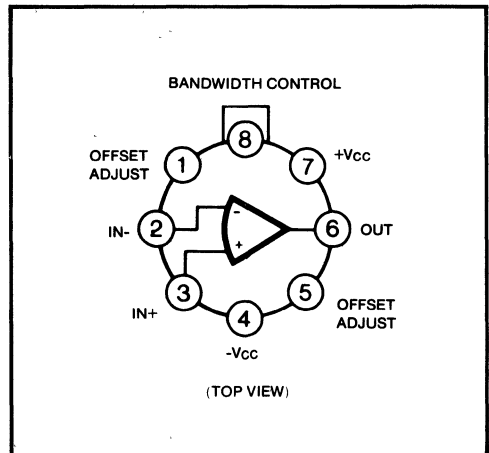 BANDWIDTH CONTROL
8
OFFSET
ADJUST
1
7
+Vcc
IN-
2
-
+
6
OUT
IN+
3
4
5
OFFSET
ADJUST
-Vcc
(TOP VIEW)